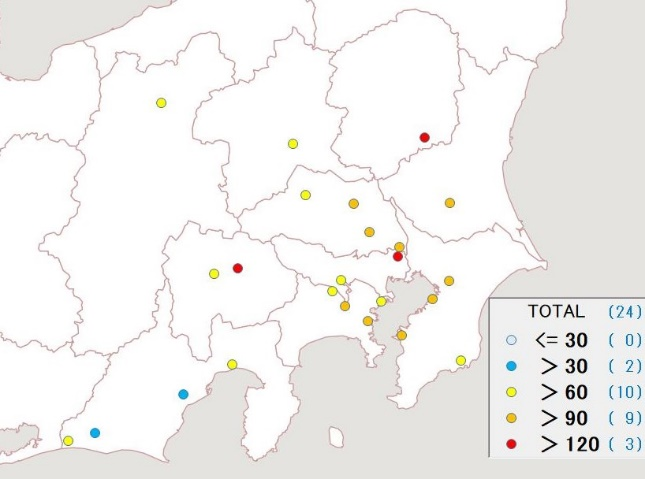 TOTAL (24)
<= 30 ( 0)
> 30 ( 2)
> 60 (10)
> 90 ( 9)
> 120 ( 3)